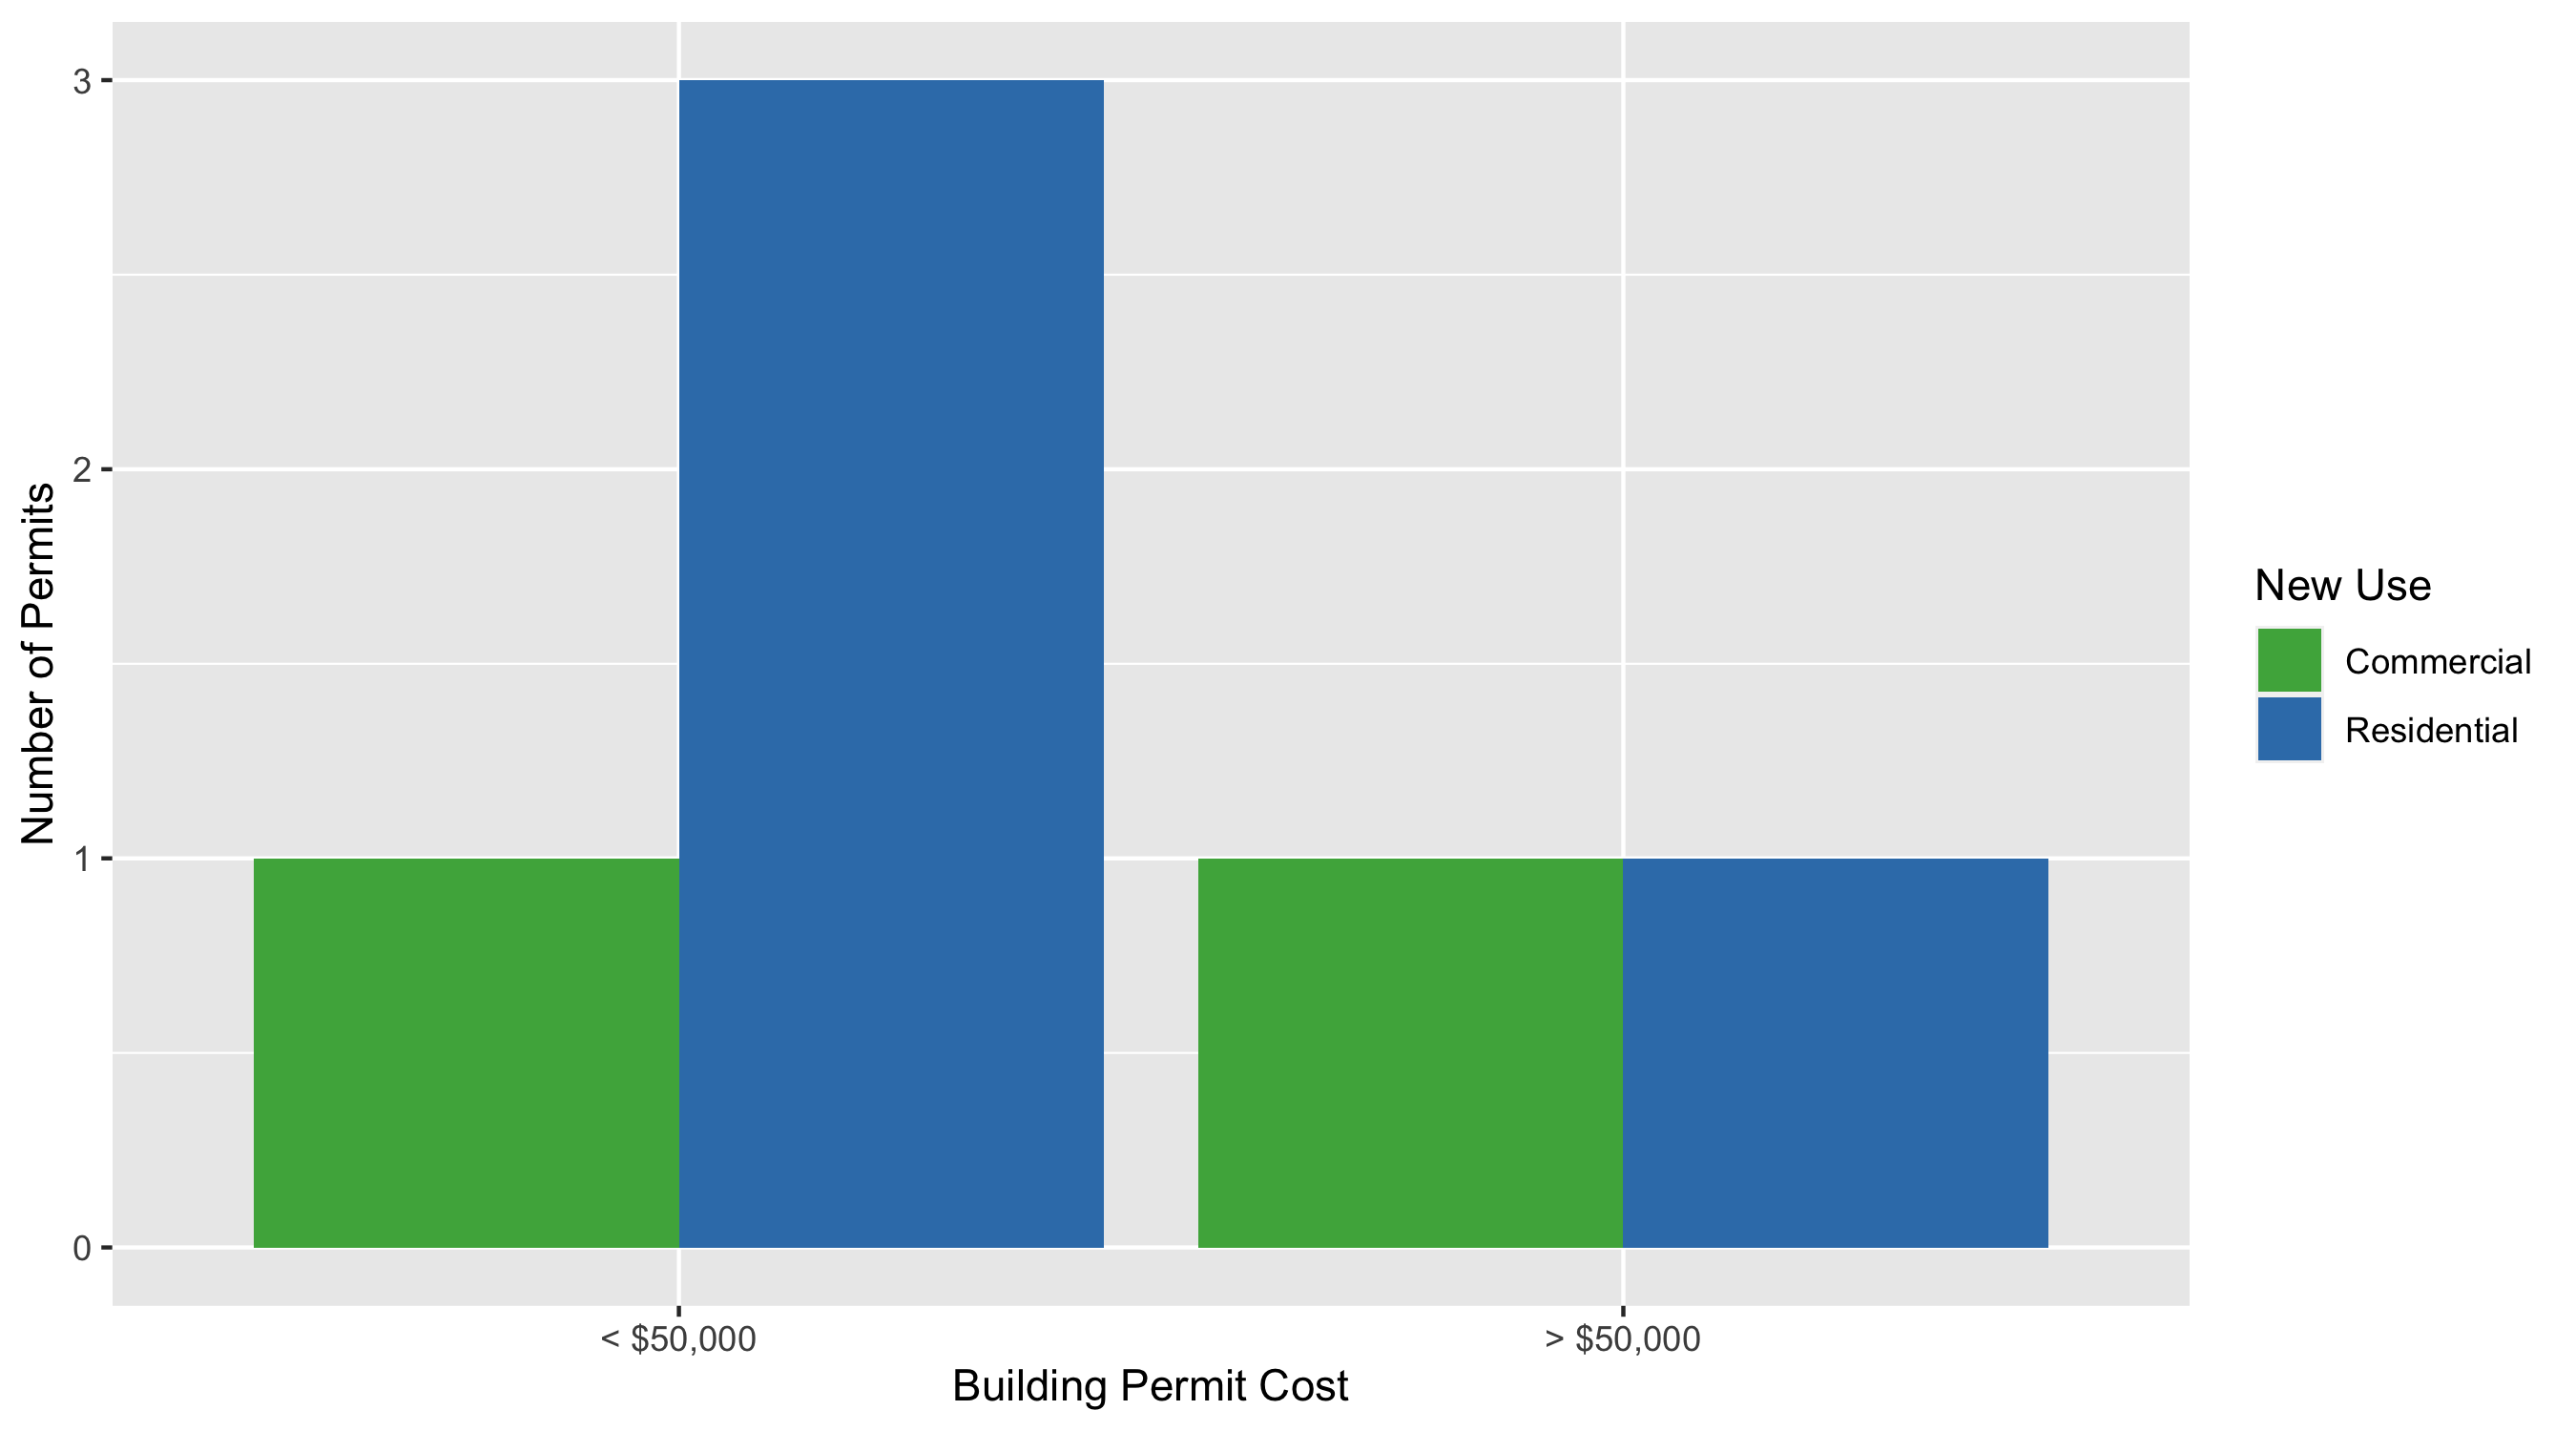 3
2
1
0
Number of Permits
< $50,000
> $50,000
Building Permit Cost
New Use
Commercial
Residential